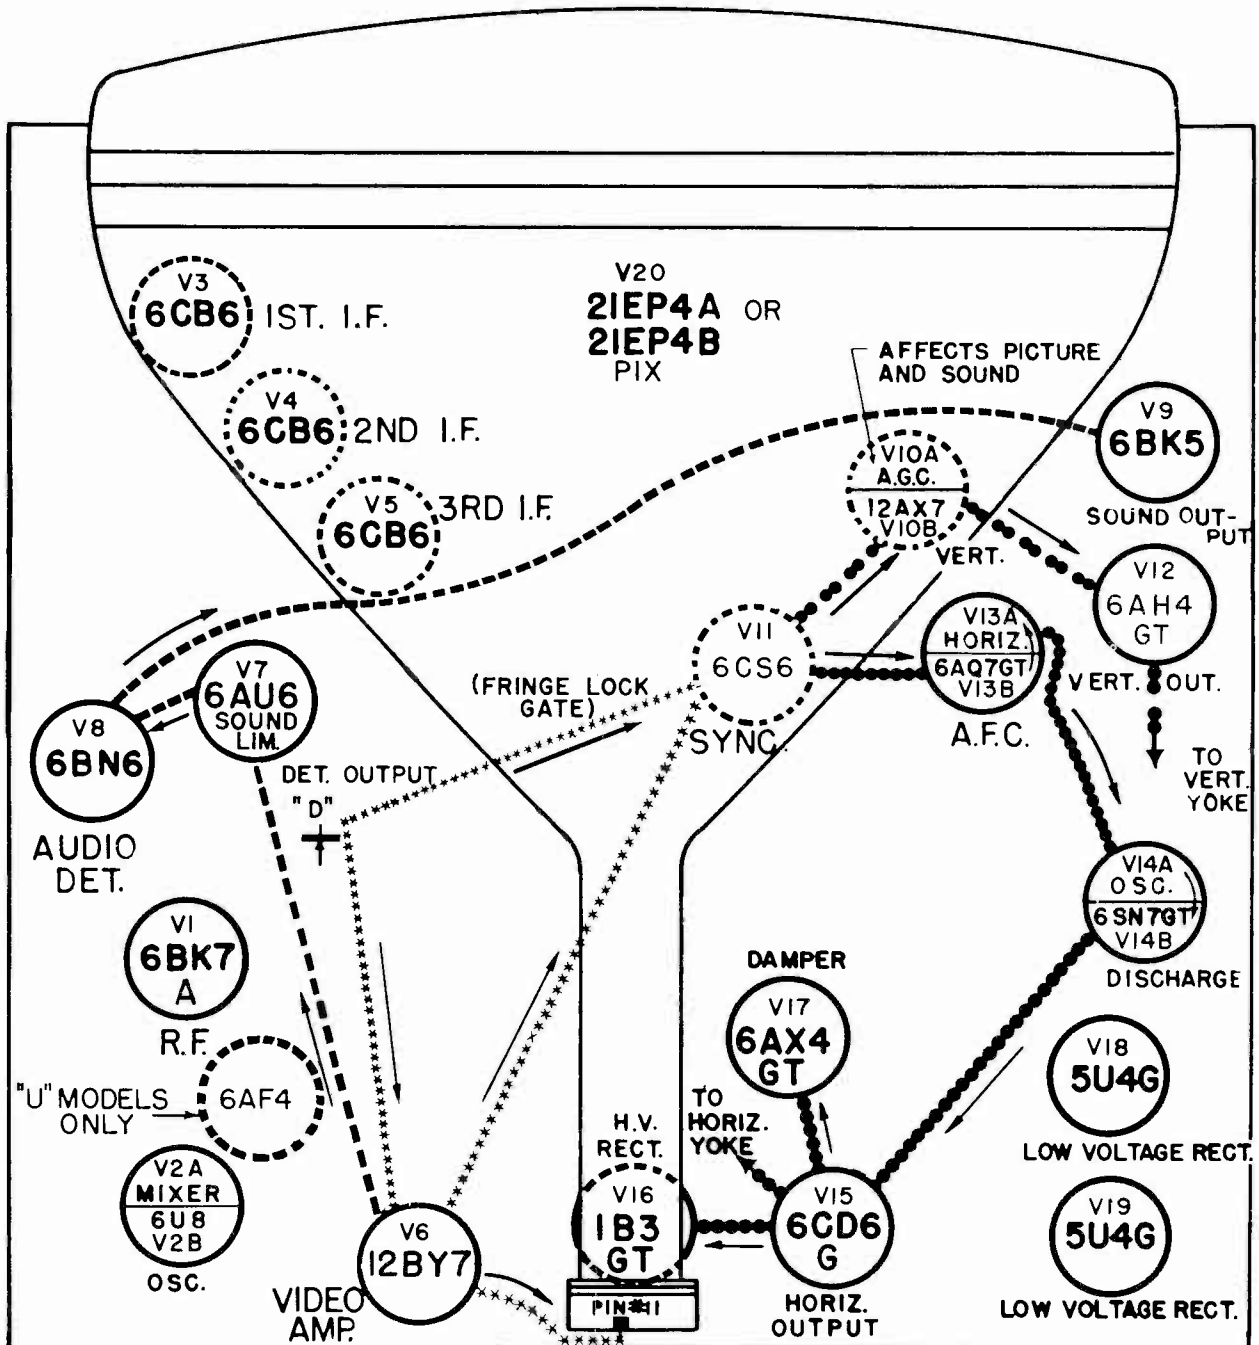 V3
6CB6
1ST. I.F.
V20
21EP4A OR
21EP4B
PIX
AFFECTS PICTURE
AND SOUND
V4
6CB6
2ND I.F.
V9
6BK5
SOUND OUT-
PUT
V10A
A.G.C.
12AX7
V10B
VERT.
V5
6CB6
3RD I.F.
V12
6AH4
GT
VERT. OUT.
TO
VERT.
YOKE
V11
6CS6
SYNC.
V13A
HORIZ.
6AQ7GT
V13B
A.F.C.
(FRINGE LOCK
GATE)
V7
6AU6
SOUND
LIM.
V8
6BN6
AUDIO
DET.
DET. OUTPUT
"D"
V14A
OSC.
6SN7GT
V14B
DISCHARGE
V1
6BK7
A
R.F.
DAMPER
V17
6AX4
GT
V18
5U4G
LOW VOLTAGE RECT.
"U" MODELS
ONLY
6AF4
TO
HORIZ.
YOKE
H.V.
RECT.
V16
1B3
GT
V2A
MIXER
6U8
V2B
OSC.
V15
6CD6
G
HORIZ.
OUTPUT
V19
5U4G
LOW VOLTAGE RECT.
V6
12BY7
VIDEO
AMP.
PIN#11